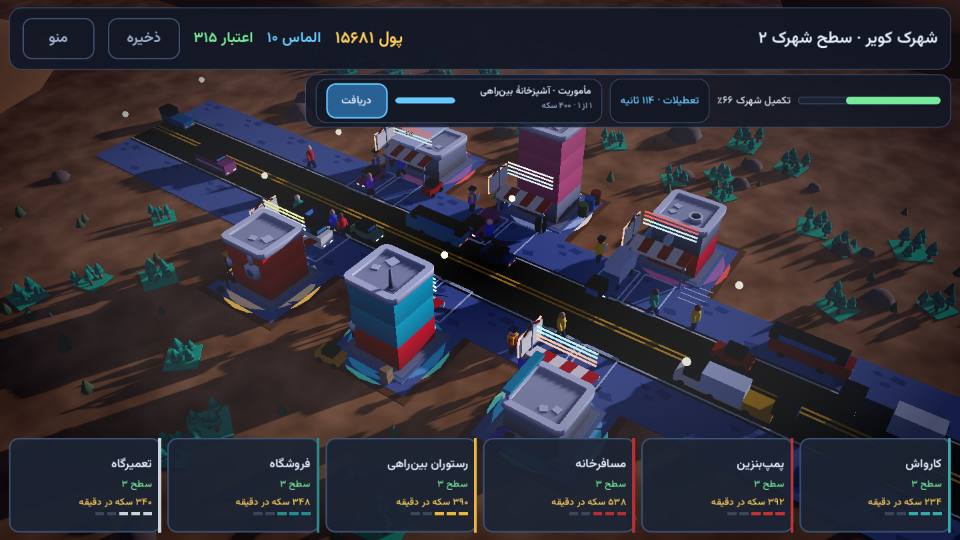 شهرک کویر · سطح شهرک ۲
پول ۱۵۶۸۱
الماس ۱۰
اعتبار ۳۱۵
ذخیره
منو
تکمیل شهرک ۶۶٪
تعطیلات · ۱۱۴ ثانیه
مأموریت · آشپزخانهٔ بین‌راهی
۱ از ۱ · ۴۰۰ سکه
دریافت
کارواش
سطح ۳
۲۳۴ سکه در دقیقه
پمپ‌بنزین
سطح ۳
۳۹۲ سکه در دقیقه
مسافرخانه
سطح ۳
۵۳۸ سکه در دقیقه
رستوران بین‌راهی
سطح ۳
۳۹۰ سکه در دقیقه
فروشگاه
سطح ۳
۳۴۸ سکه در دقیقه
تعمیرگاه
سطح ۳
۳۴۰ سکه در دقیقه